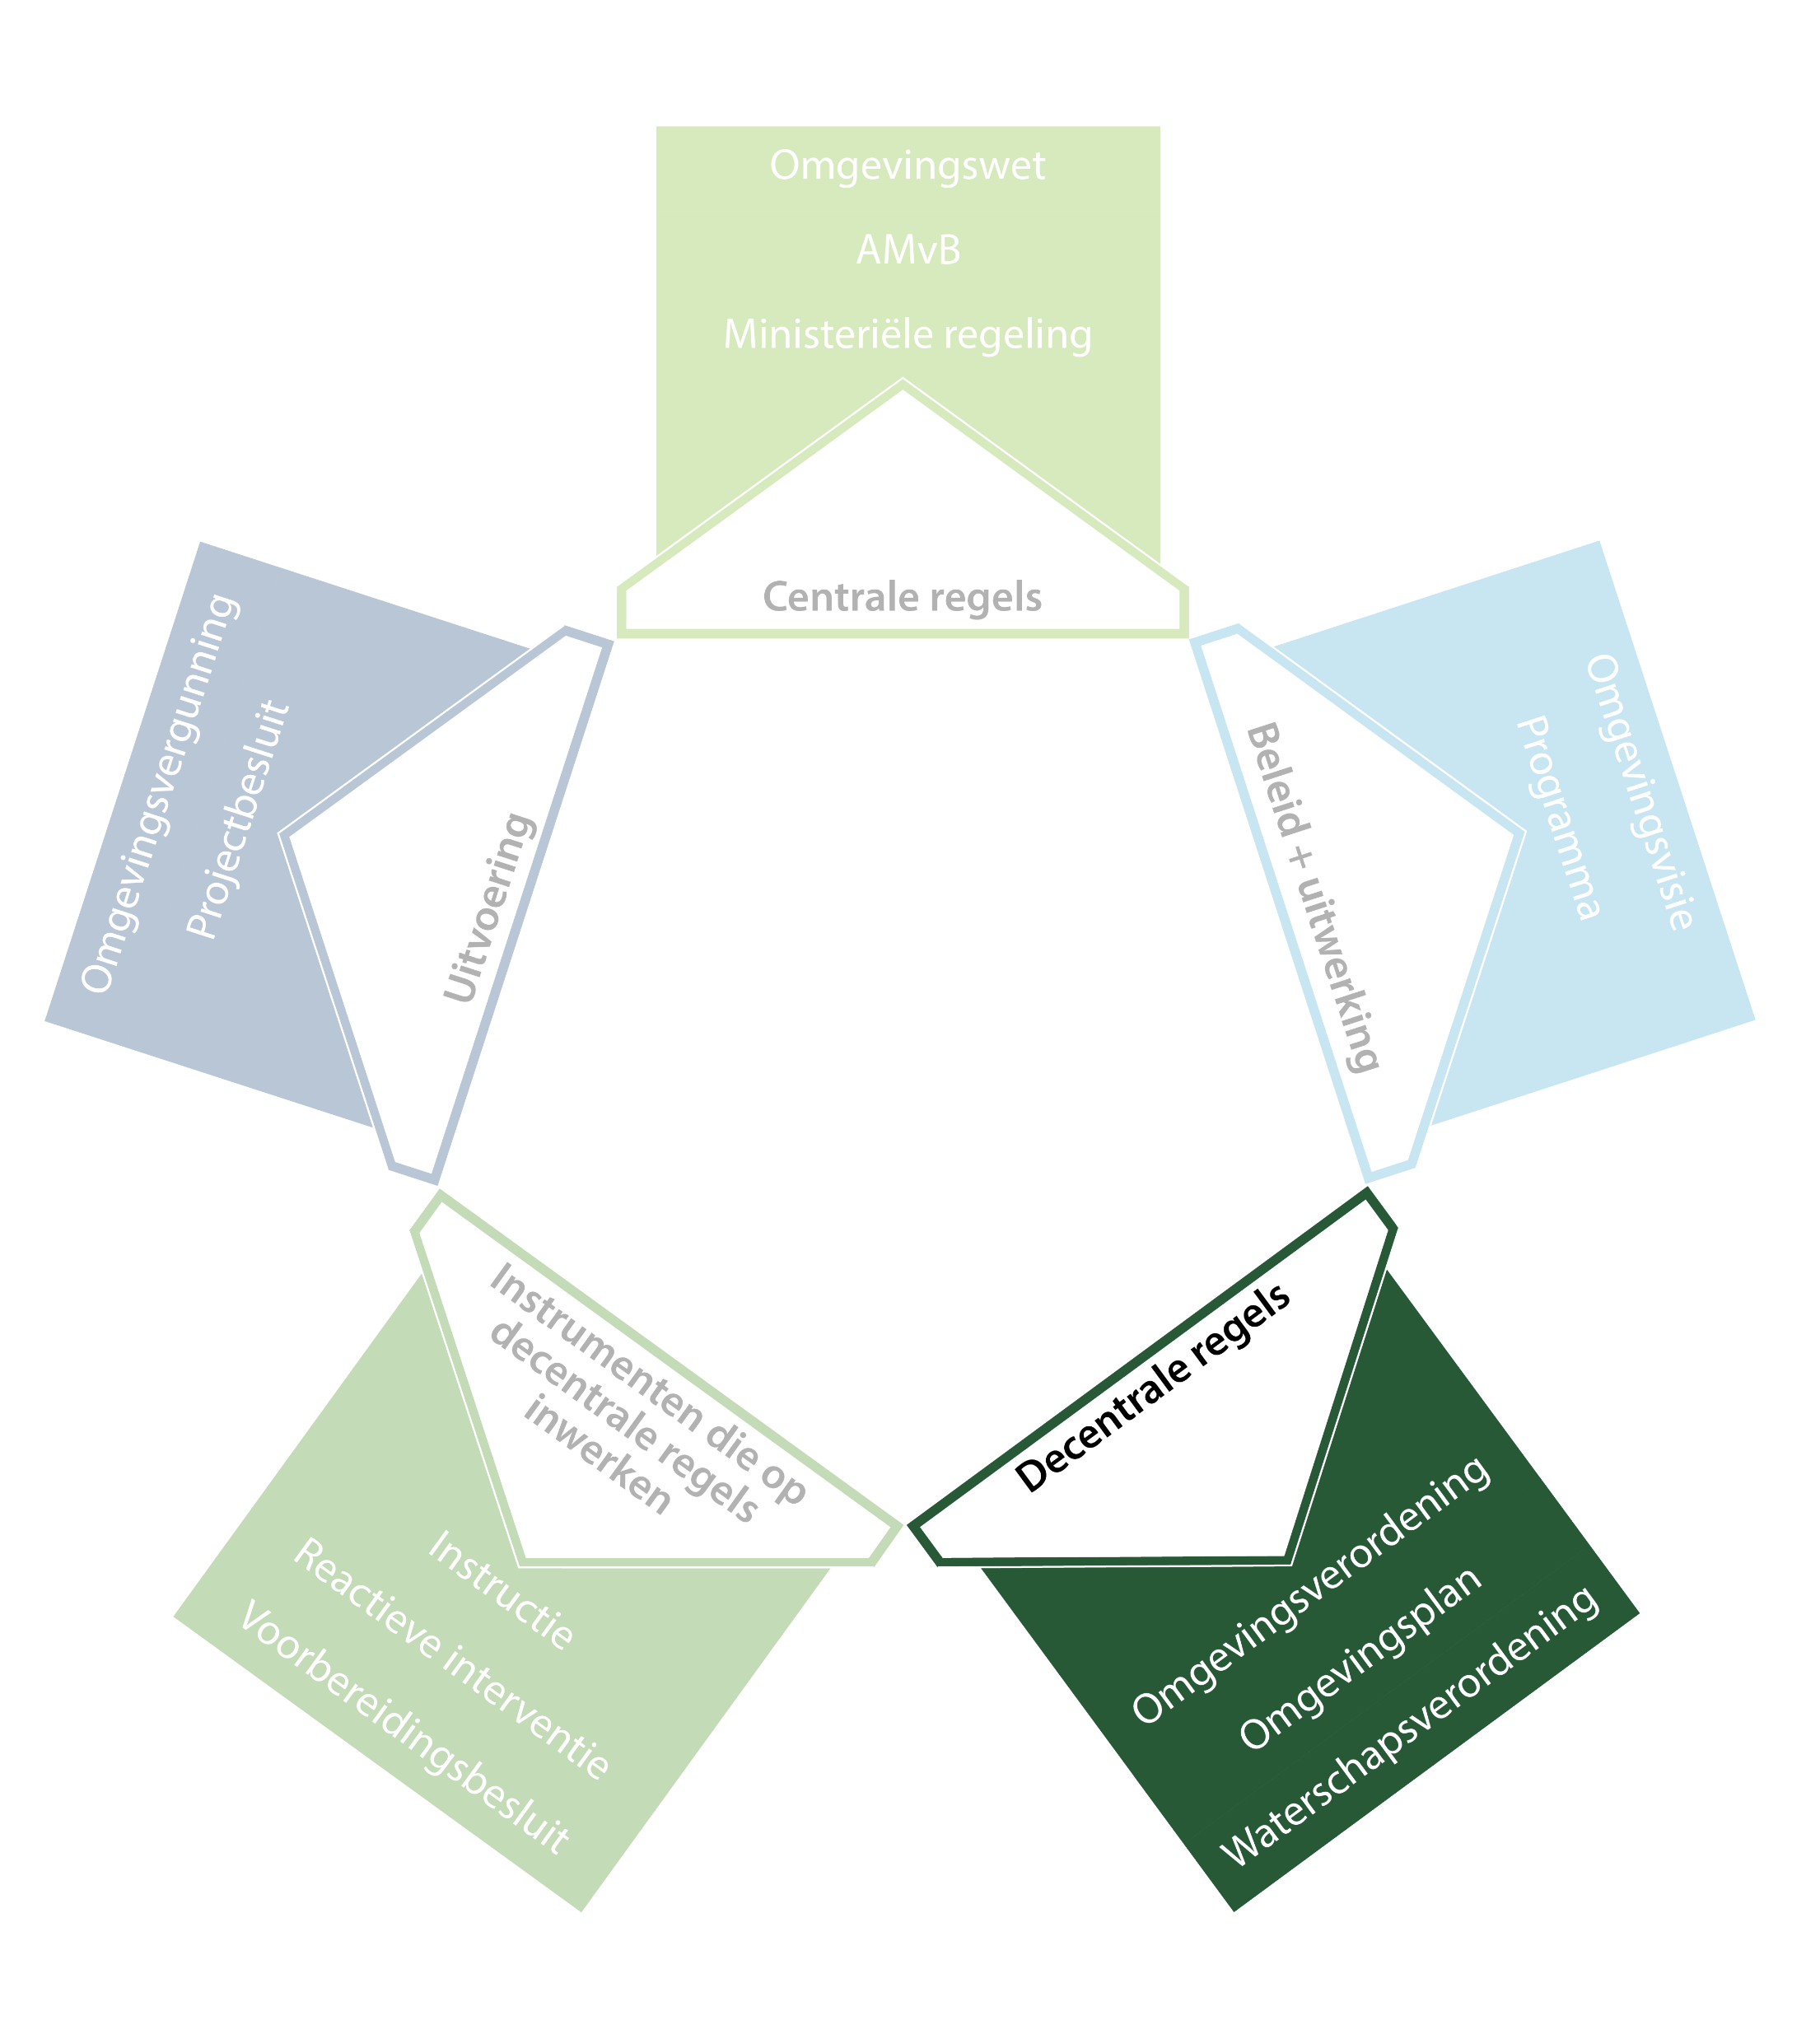 Omgevingswet
AMvB
Ministeriële regeling
Centrale regels
Omgevingsvisie
Programma
Beleid + uitwerking
Decentrale regels
Omgevingsverordening
Omgevingsplan
Waterschapsverordening
Instrumenten die op
decentrale regels
inwerken
Instructie
Reactieve interventie
Voorbereidingsbesluit
Omgevingsvergunning
Projectbesluit
Uitvoering